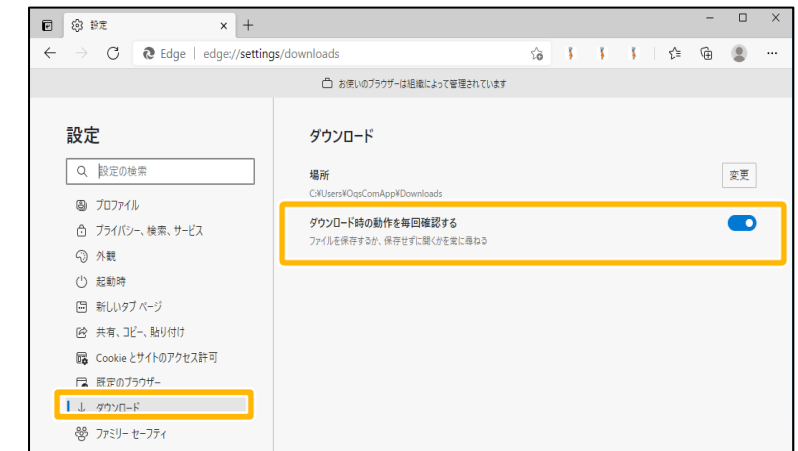 設定
Edge | edge://settings/downloads
お使いのブラウザーは組織によって管理されています
設定
設定の検索
プロファイル
プライバシー、検索、サービス
外観
起動時
新しいタブ ページ
共有、コピー、貼り付け
Cookie とサイトのアクセス許可
既定のブラウザー
ダウンロード
ファミリー セーフティ
ダウンロード
場所
変更
C:¥Users¥OqsComApp¥Downloads
ダウンロード時の動作を毎回確認する
ファイルを保存するか、保存せずに開くかを常に尋ねる